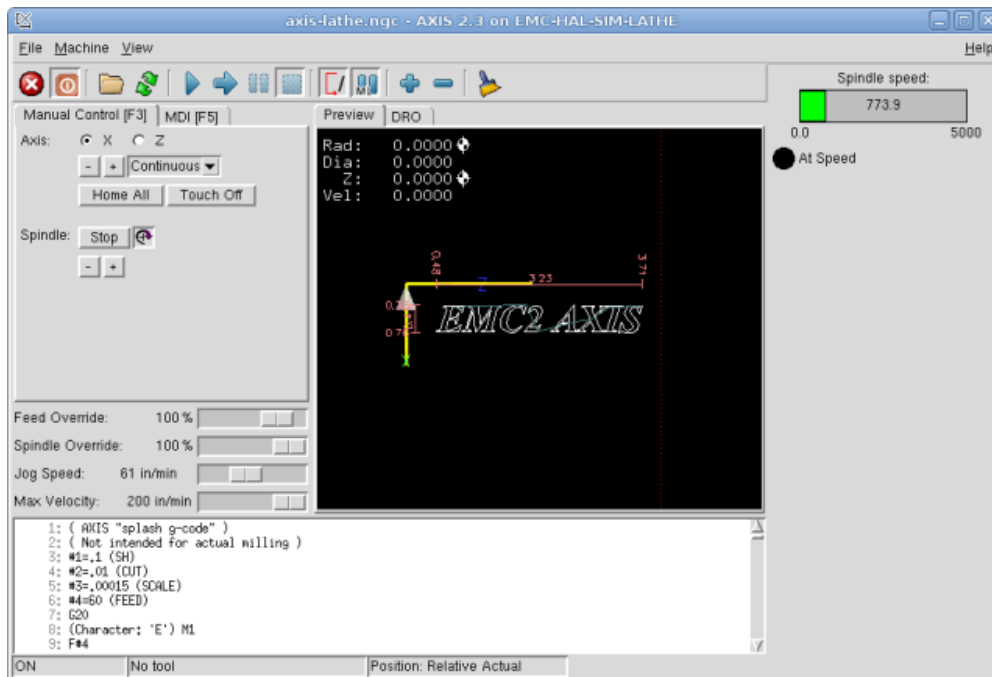 axis-lathe.ngc - AXIS 2.3 on EMC-HAL-SIM-LATHE
File Machine View Help
Manual Control [F3] MDI [F5]
Axis: X Z
- + Continuous
Home All Touch Off
Spindle: Stop
- +
Feed Override: 100 %
Spindle Override: 100 %
Jog Speed: 61 in/min
Max Velocity: 200 in/min
Preview DRO
Rad: 0.0000
Dia: 0.0000
Z: 0.0000
Vel: 0.0000
0.48
3.23
3.71
Z
EMC2 AXIS
X
Spindle speed:
773.9
0.0 5000
At Speed
1: ( AXIS "splash g-code" )
2: ( Not intended for actual milling )
3: #1=.1 (SH)
4: #2=.01 (CUT)
5: #3=.00015 (SCALE)
6: #4=60 (FEED)
7: G20
8: (Character: 'E') M1
9: F#4
ON No tool Position: Relative Actual